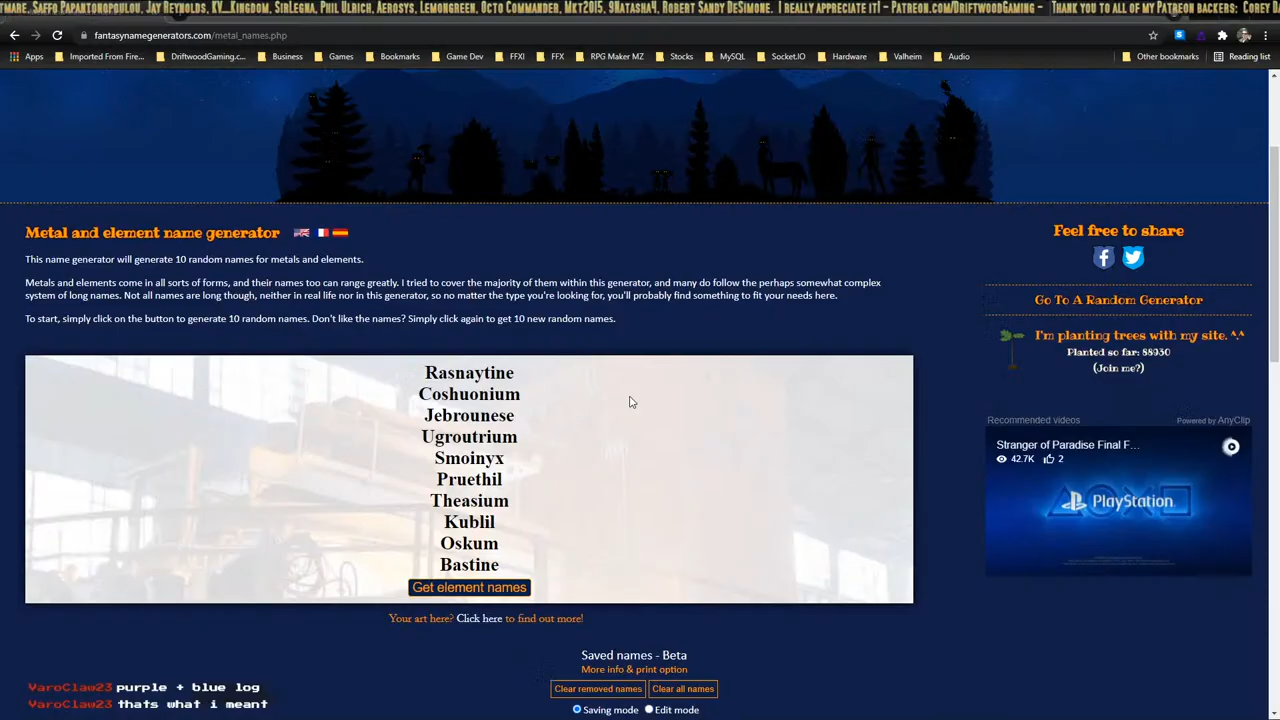 TMARE, SAFFO PAPANTONOPOULOU, JAY REYNOLDS, KV_KINGDOM, SIRLEGNA, PHIL ULRICH, AEROSYS, LEMONGREEN, OCTO COMMANDER, MKT2015, 9NATASHA4, ROBERT SANDY DESIMONE. I REALLY APPRECIATE IT! - PATREON.COM/DRIFTWOODGAMING - THANK YOU TO ALL OF MY PATREON BACKERS: COREY DA
fantasynamegenerators.com/metal_names.php
Apps Imported From Fire... DriftwoodGaming.c... Business Games Bookmarks Game Dev FFXI FFX RPG Maker MZ Stocks MySQL Socket.IO Hardware Valheim Audio Other bookmarks Reading list
Metal and element name generator
This name generator will generate 10 random names for metals and elements.
Metals and elements come in all sorts of forms, and their names too can range greatly. I tried to cover the majority of them within this generator, and many do follow the perhaps somewhat complex
system of long names. Not all names are long though, neither in real life nor in this generator, so no matter the type you're looking for, you'll probably find something to fit your needs here.
To start, simply click on the button to generate 10 random names. Don't like the names? Simply click again to get 10 new random names.
Rasnaytine
Coshuonium
Jebrounese
Ugroutrium
Smoinyx
Pruethil
Theasium
Kublil
Oskum
Bastine
Get element names
Your art here? Click here to find out more!
Saved names - Beta
More info & print option
Clear removed names Clear all names
Saving mode Edit mode
Feel free to share
Go To A Random Generator
I'm planting trees with my site. ^.^
Planted so far: 88930
(Join me?)
Recommended videos Powered by AnyClip
Stranger of Paradise Final F...
42.7K 2
PlayStation
VaroClaw23 purple + blue log
VaroClaw23 thats what i meant